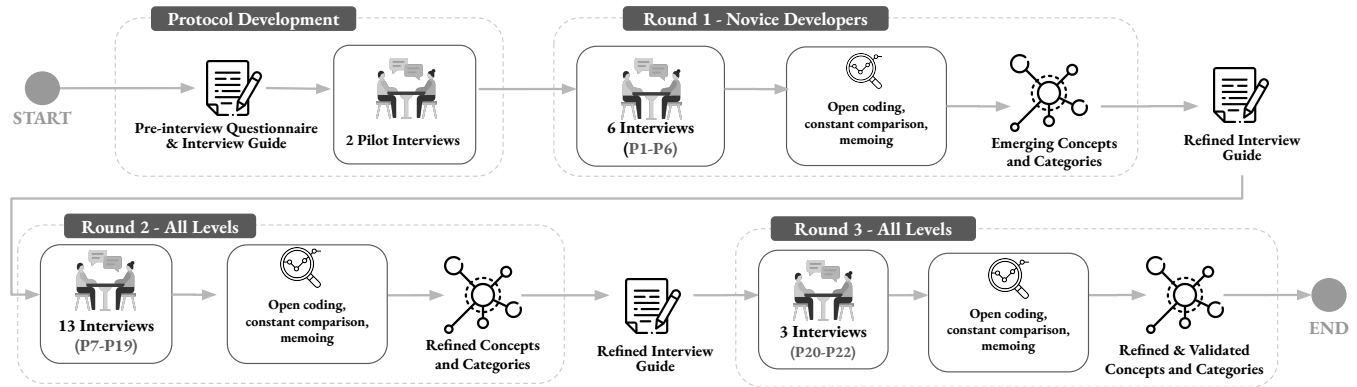 Protocol Development
Round 1 - Novice Developers
START
Pre-interview Questionnaire
& Interview Guide
2 Pilot Interviews
6 Interviews
(P1-P6)
Open coding,
constant comparison,
memoing
Emerging Concepts
and Categories
Refined Interview
Guide
Round 2 - All Levels
Round 3 - All Levels
13 Interviews
(P7-P19)
Open coding,
constant comparison,
memoing
Refined Concepts
and Categories
Refined Interview
Guide
3 Interviews
(P20-P22)
Open coding,
constant comparison,
memoing
Refined & Validated
Concepts and Categories
END